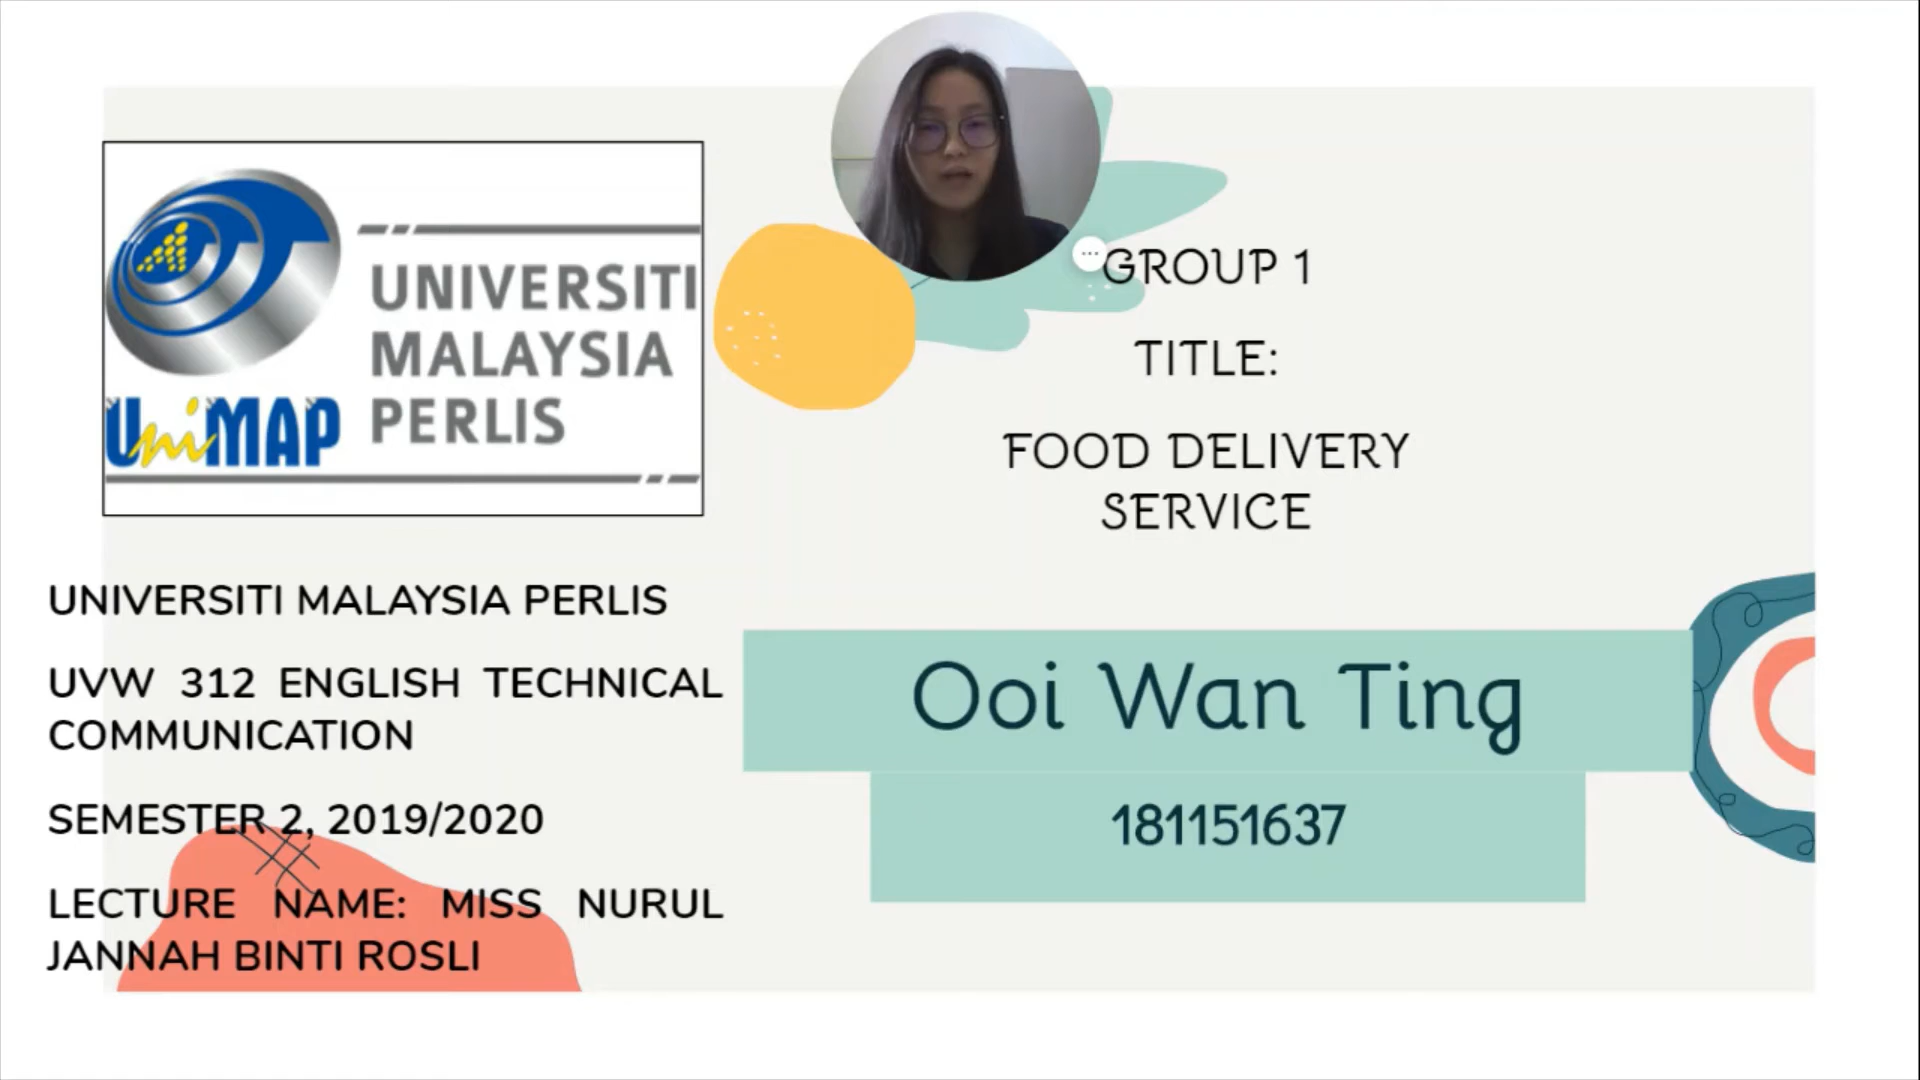 UNIVERSITI
MALAYSIA
PERLIS
UniMAP
UNIVERSITI MALAYSIA PERLIS
UVW 312 ENGLISH TECHNICAL
COMMUNICATION
SEMESTER 2, 2019/2020
LECTURE NAME: MISS NURUL
JANNAH BINTI ROSLI
GROUP 1
TITLE:
FOOD DELIVERY
SERVICE
Ooi Wan Ting
181151637